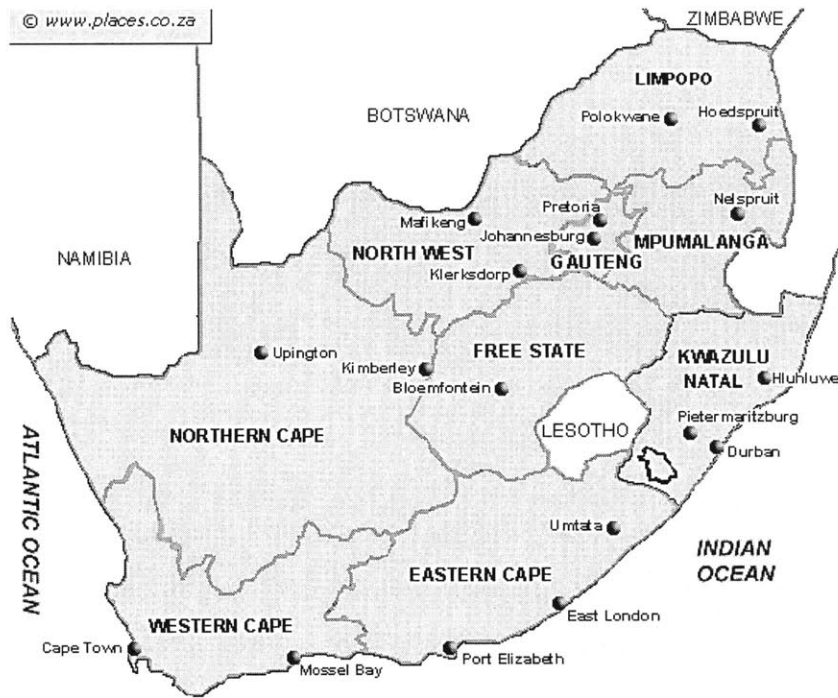 © www.places.co.za
ZIMBABWE
LIMPOPO
Polokwane
Hoedspruit
BOTSWANA
Nelspruit
Pretoria
Mafikeng
Johannesburg
MPUMALANGA
NORTH WEST
GAUTENG
NAMIBIA
Klerksdorp
Upington
FREE STATE
KWAZULU
NATAL
Kimberley
Hluhluwe
Bloemfontein
Pietermaritzburg
LESOTHO
NORTHERN CAPE
Durban
ATLANTIC OCEAN
Umtata
INDIAN
OCEAN
EASTERN CAPE
East London
WESTERN CAPE
Cape Town
Mossel Bay
Port Elizabeth